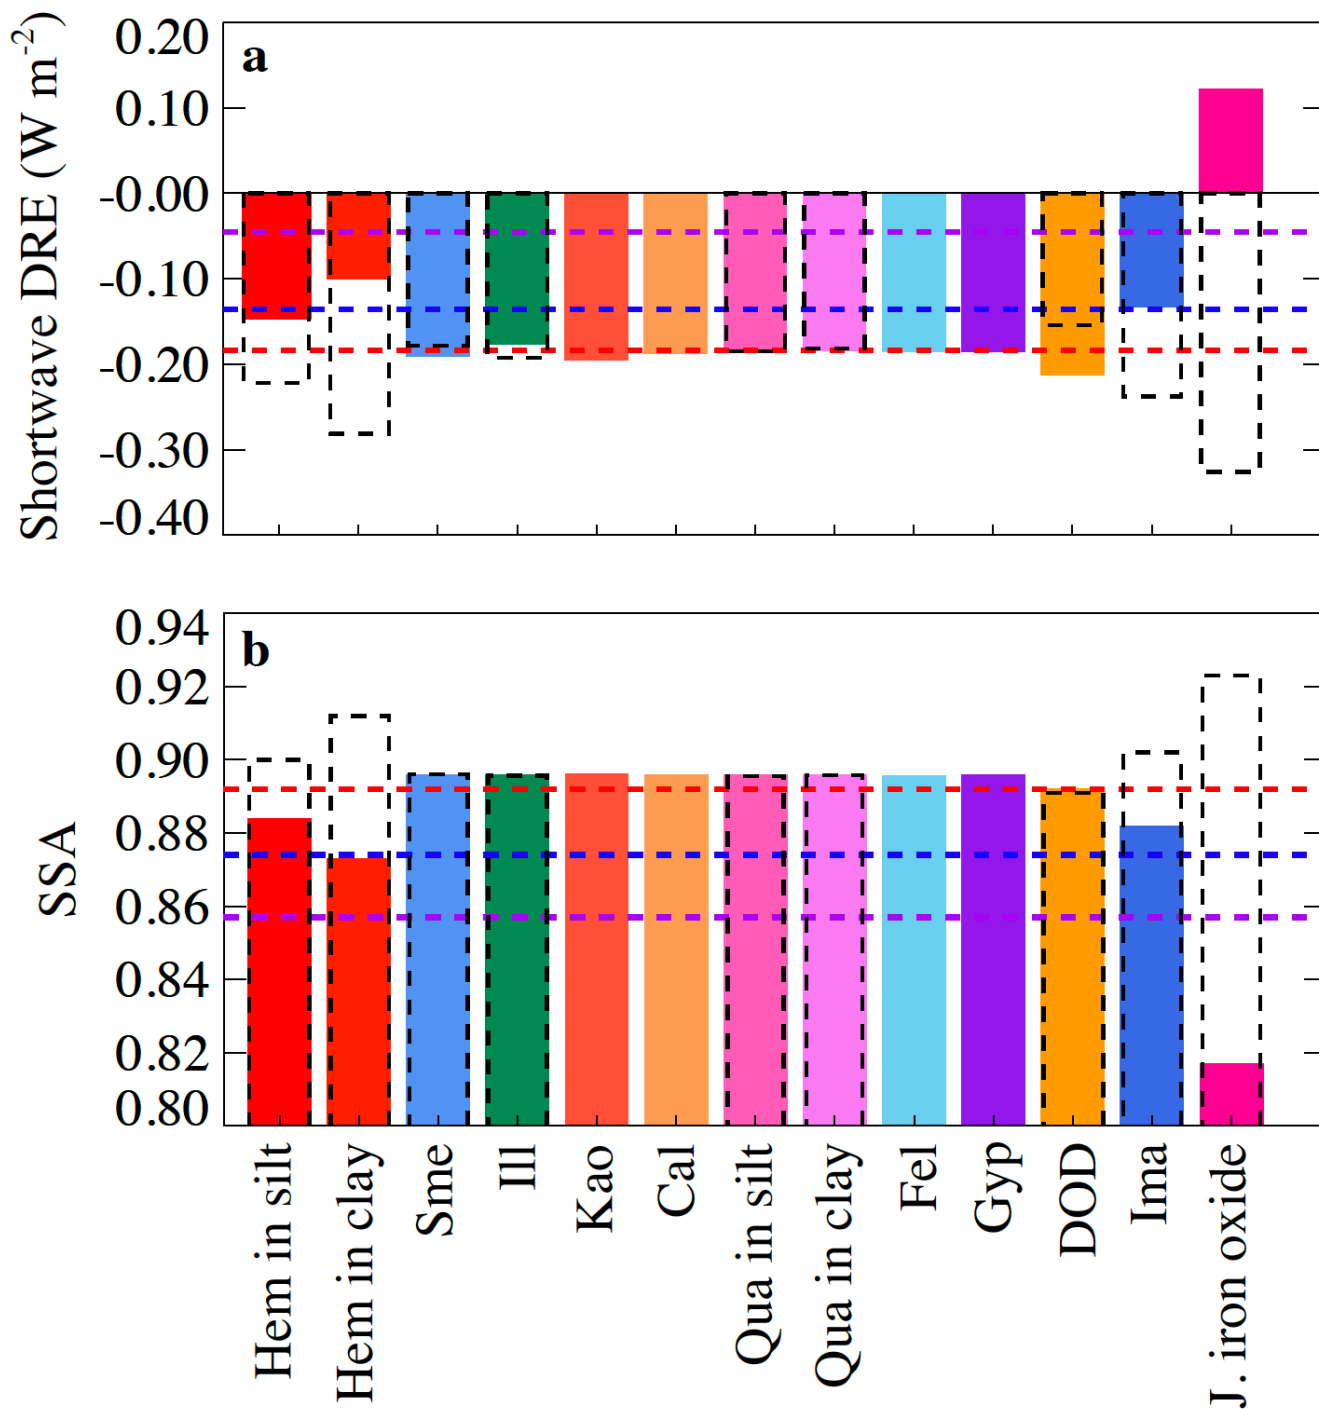 Shortwave DRE (W m⁻²)
a
0.20
0.10
-0.00
-0.10
-0.20
-0.30
-0.40
SSA
b
0.94
0.92
0.90
0.88
0.86
0.84
0.82
0.80
Hem in silt
Hem in clay
Sme
Ill
Kao
Cal
Qua in silt
Qua in clay
Fel
Gyp
DOD
Ima
J. iron oxide